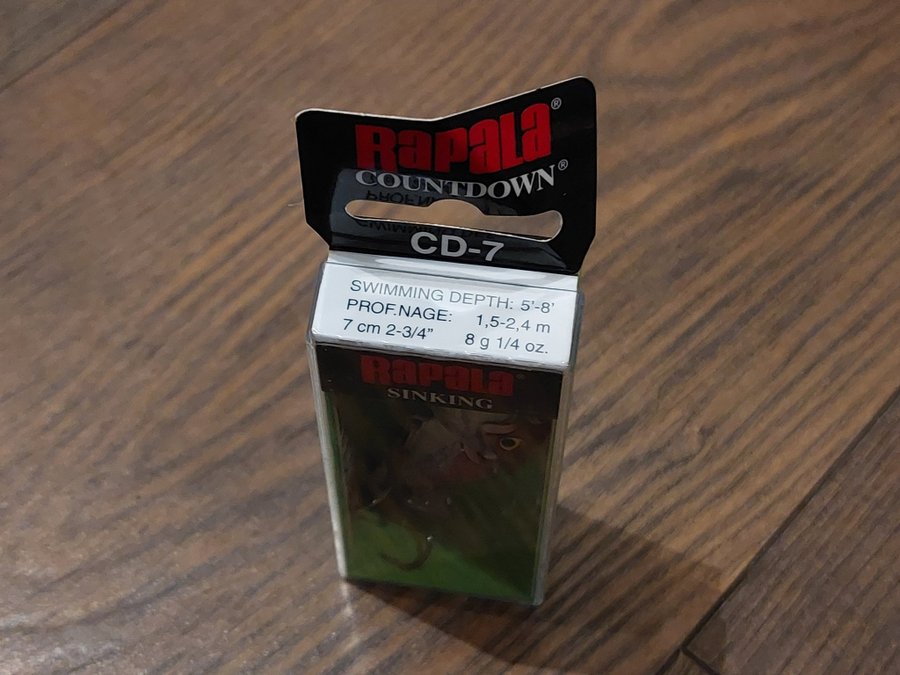 Rapala®
COUNTDOWN®
CD-7
SWIMMING DEPTH: 5'-8'
PROF.NAGE: 1,5-2,4 m
7 cm 2-3/4" 8 g 1/4 oz.
Rapala®
SINKING